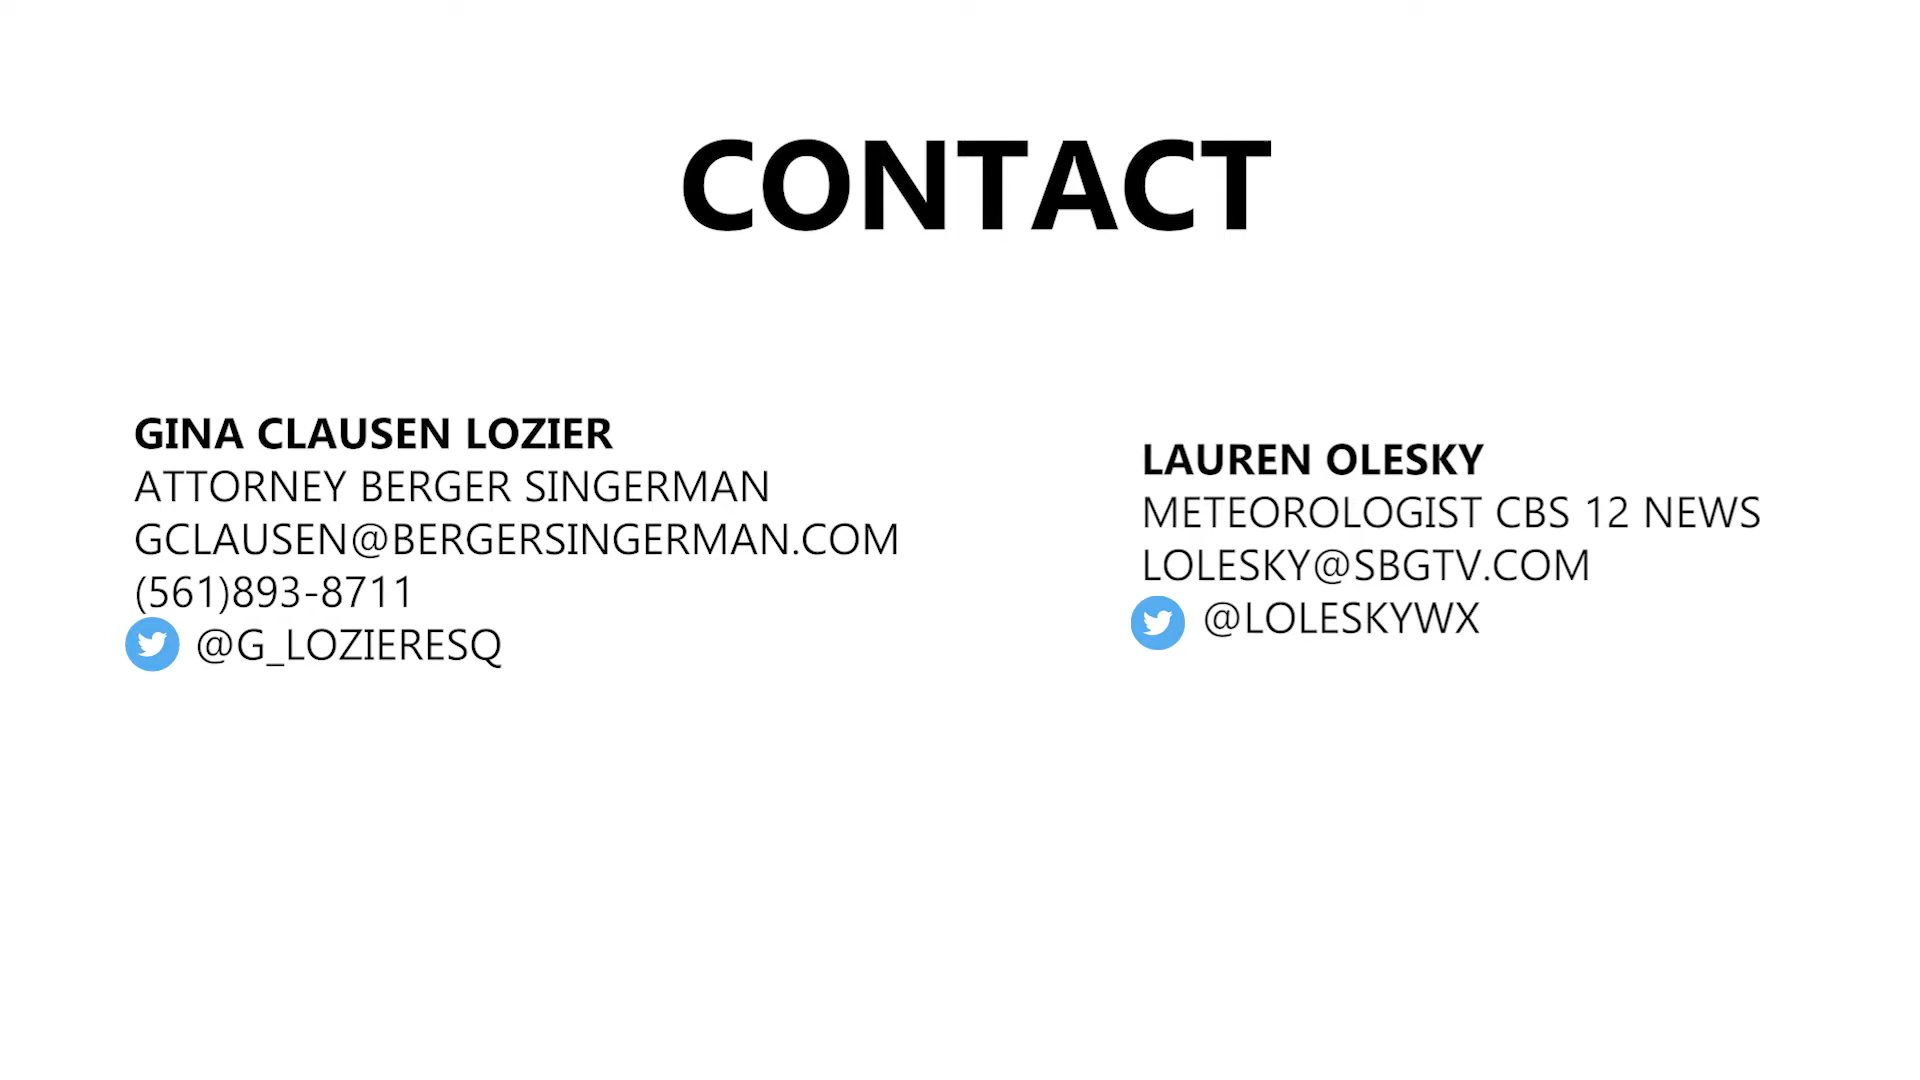 CONTACT
GINA CLAUSEN LOZIER
ATTORNEY BERGER SINGERMAN
GCLAUSEN@BERGERSINGERMAN.COM
(561)893-8711
@G_LOZIERESQ
LAUREN OLESKY
METEOROLOGIST CBS 12 NEWS
LOLESKY@SBGTV.COM
@LOLESKYWX